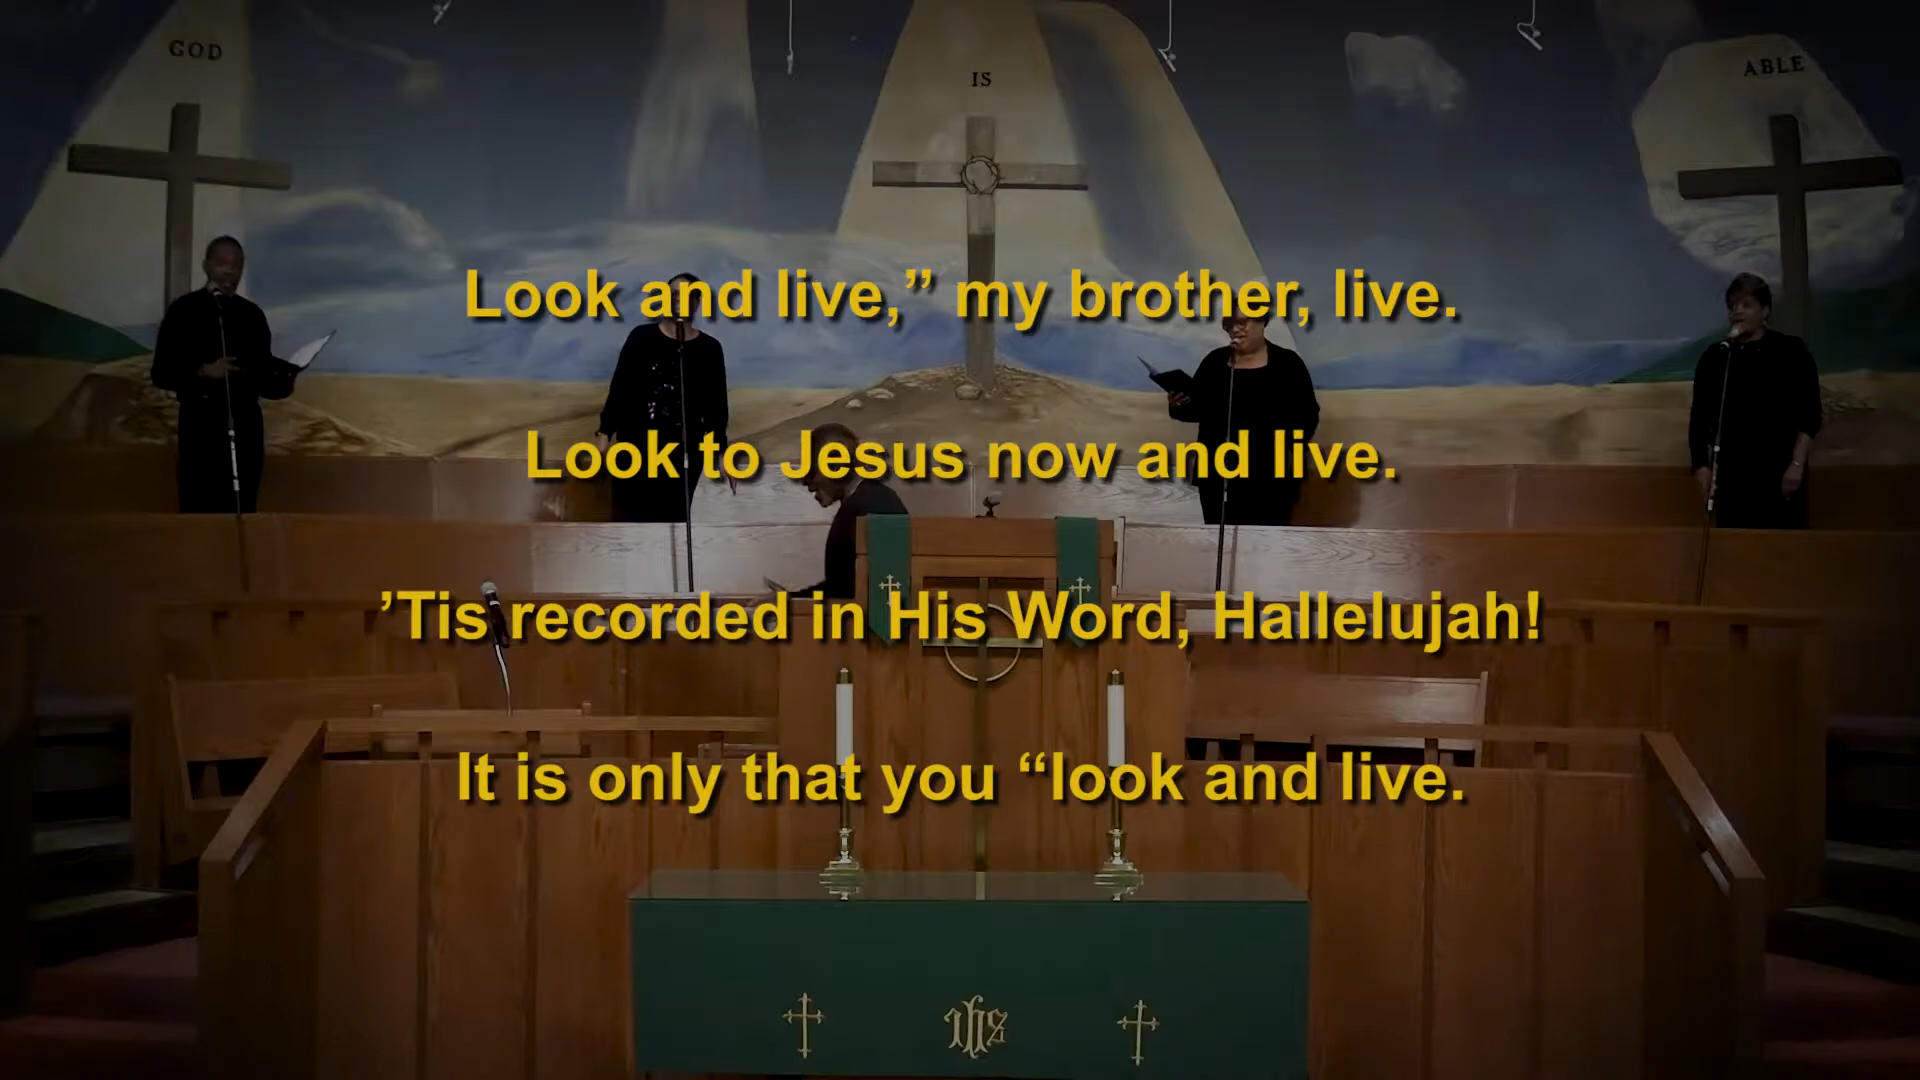 GOD
IS
ABLE
Look and live,” my brother, live.
Look to Jesus now and live.
’Tis recorded in His Word, Hallelujah!
It is only that you “look and live.
IHS